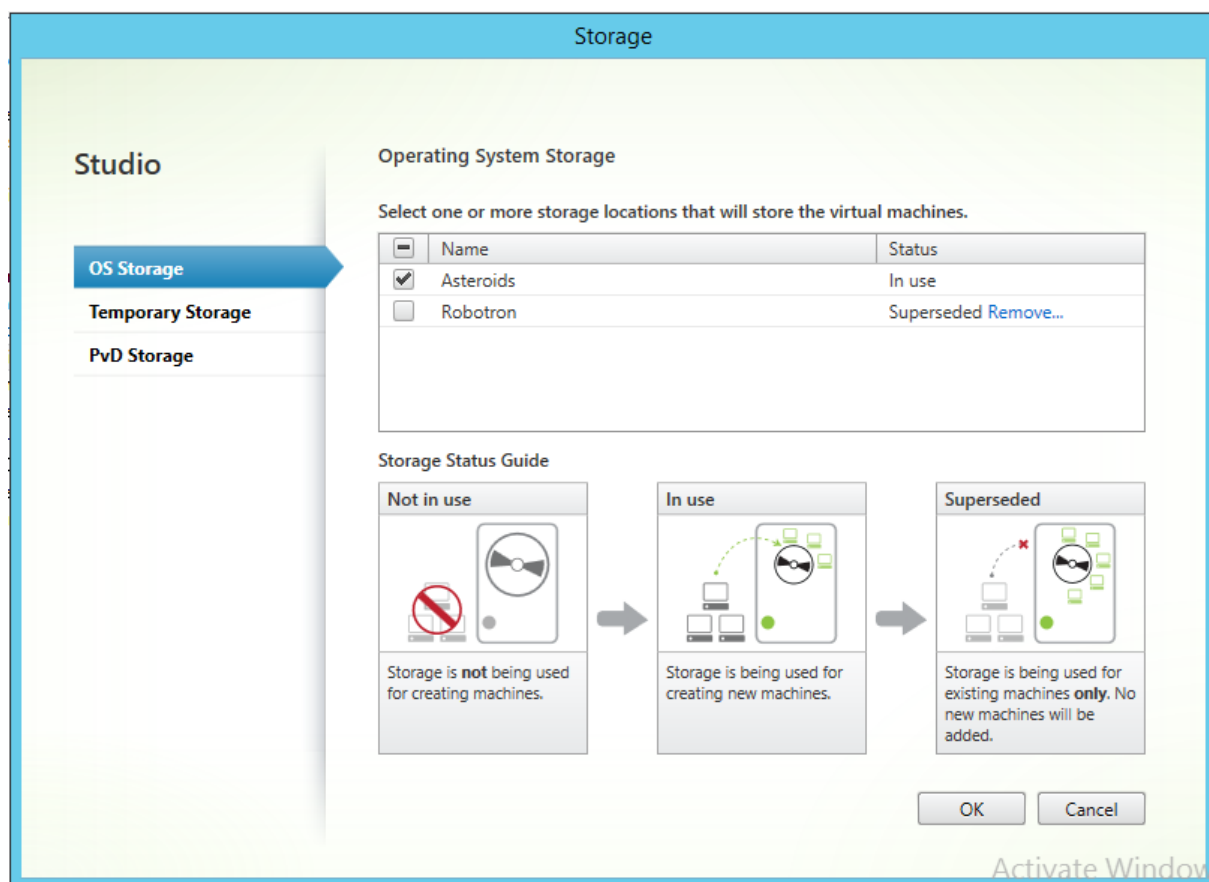 Storage
Studio
OS Storage
Temporary Storage
PvD Storage
Operating System Storage
Select one or more storage locations that will store the virtual machines.
Name Status
Asteroids In use
Robotron Superseded Remove...
Storage Status Guide
Not in use
Storage is not being used
for creating machines.
In use
Storage is being used for
creating new machines.
Superseded
Storage is being used for
existing machines only. No
new machines will be
added.
OK Cancel
Activate Window